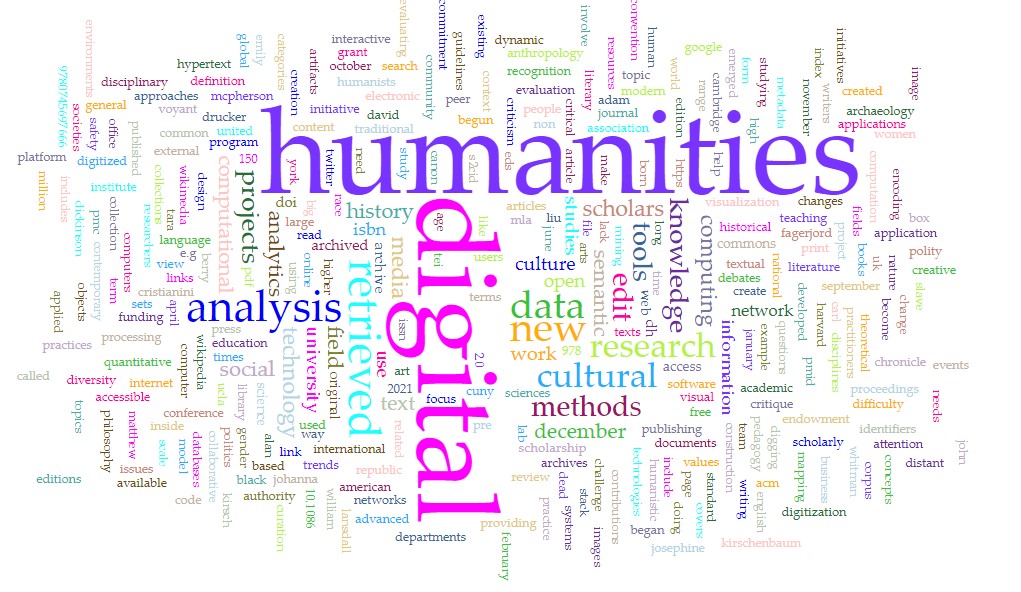 humanities
digital
analysis
new
data
retrieved
cultural
research
methods
knowledge
tools
projects
computational
analytics
history
isbn
media
scholars
studies
computing
semantic
edit
information
december
work
978
university
technology
social
field
text
use
culture
open
network
environments
hypertext
global
emily
categories
artifacts
interactive
grant
october
search
evaluating
commitment
guidelines
existing
dynamic
anthropology
recognition
evaluation
involve
resources
convention
human
google
emerged
form
studying
index
initiatives
image
9780745697666
disciplinary
definition
creation
humanists
community
context
literary
topic
modern
world
range
cambridge
metadata
november
writers
created
archaeology
applications
women
societies
general
safety
office
approaches
voyant
mcpherson
drucker
initiative
electronic
david
peer
begun
criticism
people
non
critical
adam
journal
association
edition
high
published
common
united
program
content
traditional
external
150
york
twitter
need
study
canon
s2cid
eds
article
make
born
https
help
platform
digitized
million
includes
institute
collections
wikimedia
design
race
doi
big
large
read
archived
archive
age
tei
like
users
articles
mla
liu
june
file
arts
lack
mining
long
time
web
dh
visualization
changes
historical
commons
teaching
fagerjord
print
project
fields
books
encoding
computation
box
application
polity
creative
dickinson
pmc
collection
contemporary
computers
term
researchers
tara
language
e.g
view
links
berry
pdf
using
online
higher
terms
textual
debates
create
national
literature
september
uk
nature
become
change
slave
cristianini
sets
funding
april
objects
applied
practices
processing
press
wikipedia
education
times
computer
issn
2.0
texts
access
january
example
questions
developed
pmid
harvard
carl
disciplines
practitioners
theoretical
chronicle
events
called
quantitative
diversity
accessible
internet
ucla
library
science
original
art
2021
focus
cuny
sciences
software
visual
free
academic
critique
proceedings
difficulty
needs
topics
philosophy
matthew
conference
inside
scale
model
databases
collaborative
politics
gender
alan
link
used
way
international
related
pre
lab
scholarship
publishing
documents
endowment
identifiers
editions
issues
available
code
kirsch
based
black
authority
curation
trends
johanna
10.1086
william
lansdall
republic
american
networks
advanced
departments
providing
february
review
archives
practice
dead
systems
stack
challenge
images
contributions
technologies
humanistic
include
began
doing
page
values
covers
standard
construction
team
writing
pedagogy
acm
english
digging
mapping
scholarly
business
whitman
corpus
attention
concepts
distant
john
digitization
josephine
kirschenbaum